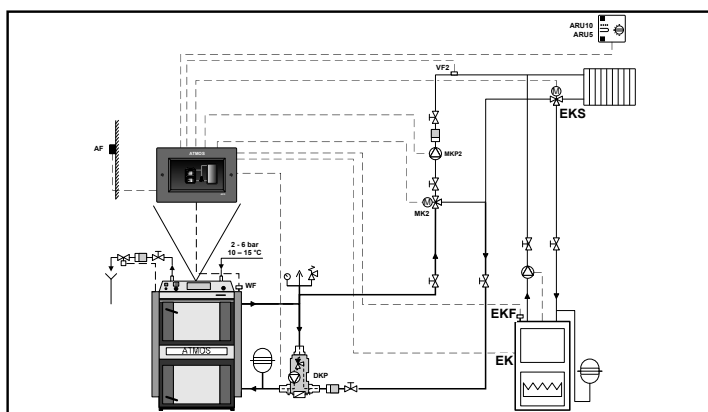 ARU10
ARU5
VF2
M
EKS
AF
ATMOS
MKP2
M
MK2
2 - 6 bar
10 – 15 °C
WF
EKF
EK
ATMOS
DKP